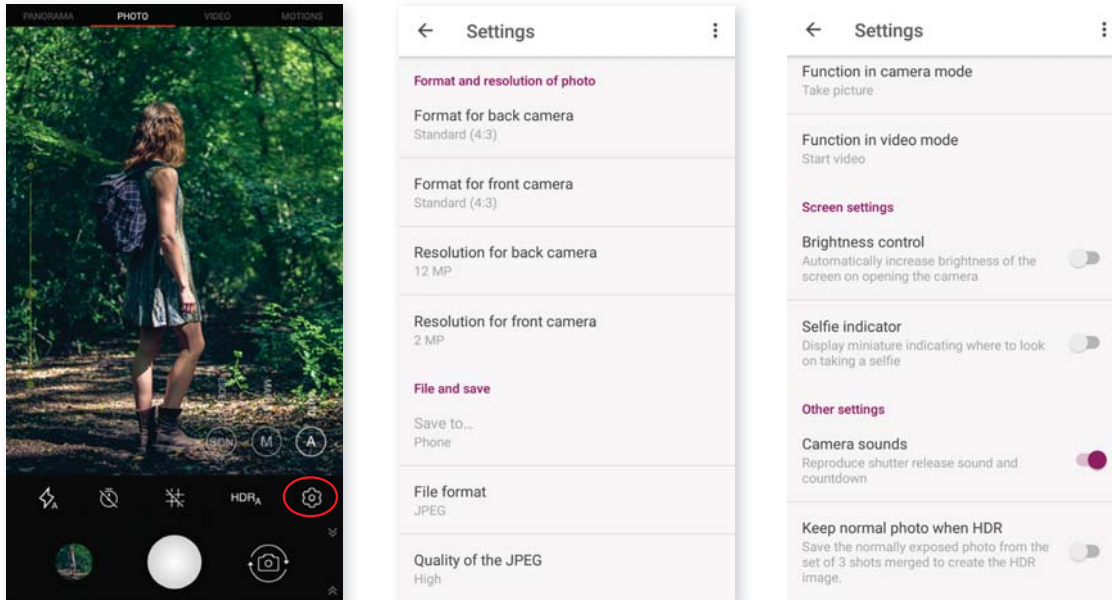 PANORAMA
PHOTO
VIDEO
MOTIONS
SCN
M
A
A
HDRA
Settings
Format and resolution of photo
Format for back camera
Standard (4:3)
Format for front camera
Standard (4:3)
Resolution for back camera
12 MP
Resolution for front camera
2 MP
File and save
Save to...
Phone
File format
JPEG
Quality of the JPEG
High
Settings
Function in camera mode
Take picture
Function in video mode
Start video
Screen settings
Brightness control
Automatically increase brightness of the
screen on opening the camera
Selfie indicator
Display miniature indicating where to look
on taking a selfie
Other settings
Camera sounds
Reproduce shutter release sound and
countdown
Keep normal photo when HDR
Save the normally exposed photo from the
set of 3 shots merged to create the HDR
image.